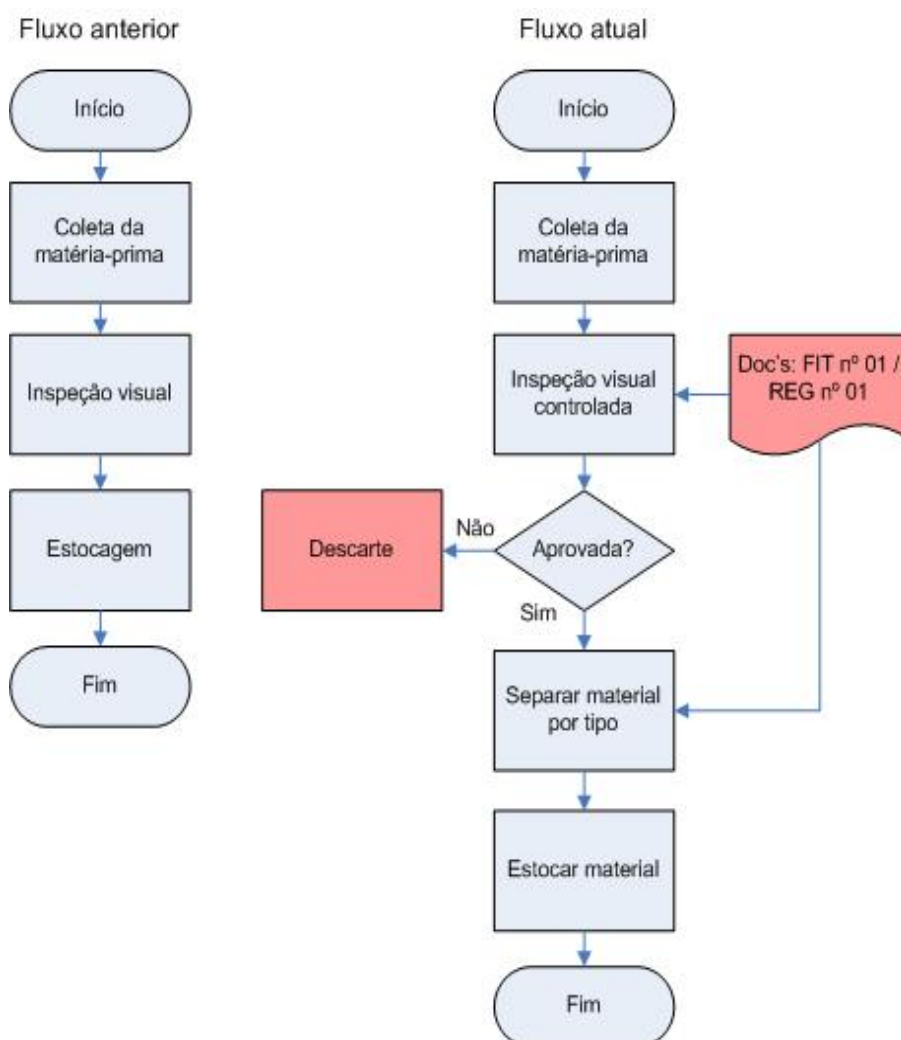 Fluxo anterior
Início
Coleta da
matéria-prima
Inspeção visual
Estocagem
Fim
Fluxo atual
Início
Coleta da
matéria-prima
Inspeção visual
controlada
Doc's: FIT nº 01 /
REG nº 01
Aprovada?
Não
Descarte
Sim
Separar material
por tipo
Estocar material
Fim